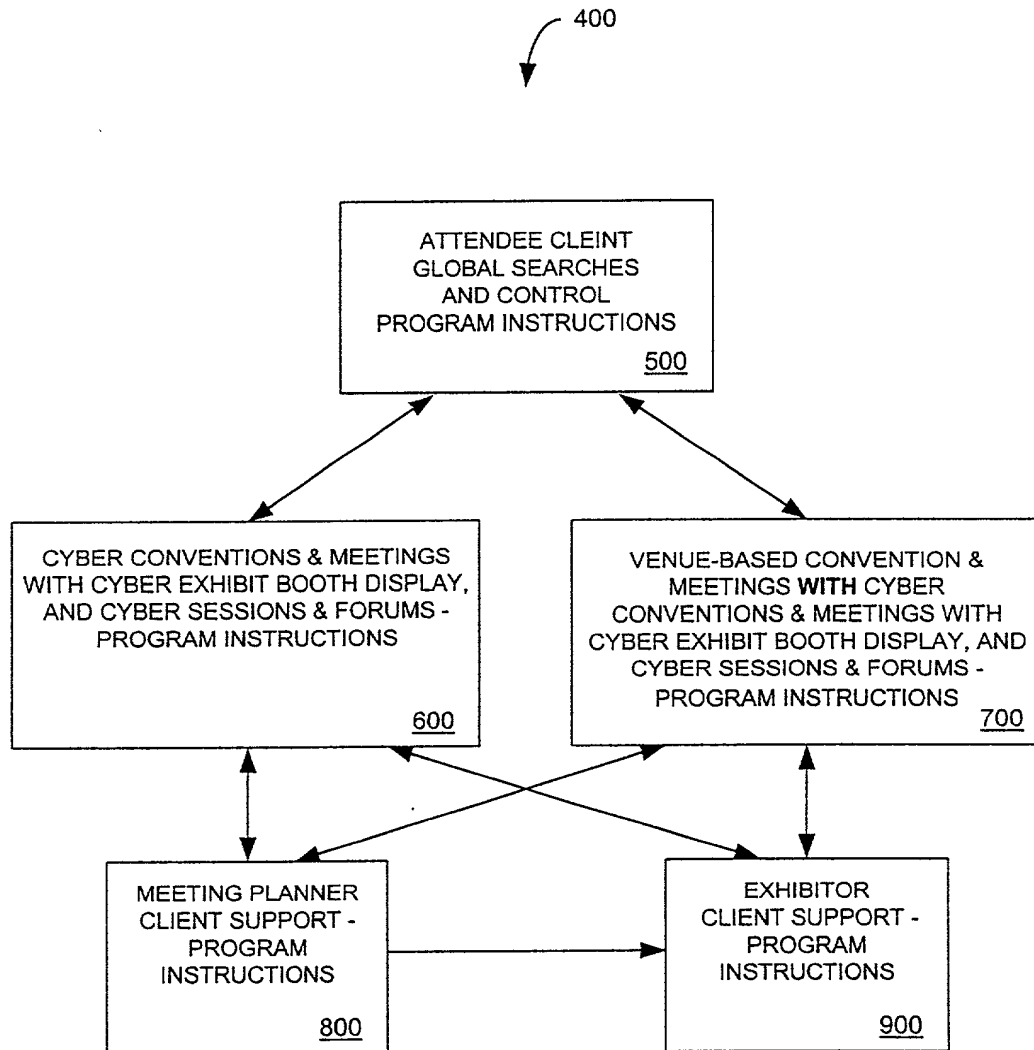 400
ATTENDEE CLEINT
GLOBAL SEARCHES
AND CONTROL
PROGRAM INSTRUCTIONS
500
CYBER CONVENTIONS & MEETINGS
WITH CYBER EXHIBIT BOOTH DISPLAY,
AND CYBER SESSIONS & FORUMS -
PROGRAM INSTRUCTIONS
600
VENUE-BASED CONVENTION &
MEETINGS WITH CYBER
CONVENTIONS & MEETINGS WITH
CYBER EXHIBIT BOOTH DISPLAY, AND
CYBER SESSIONS & FORUMS -
PROGRAM INSTRUCTIONS
700
MEETING PLANNER
CLIENT SUPPORT -
PROGRAM
INSTRUCTIONS
800
EXHIBITOR
CLIENT SUPPORT -
PROGRAM
INSTRUCTIONS
900